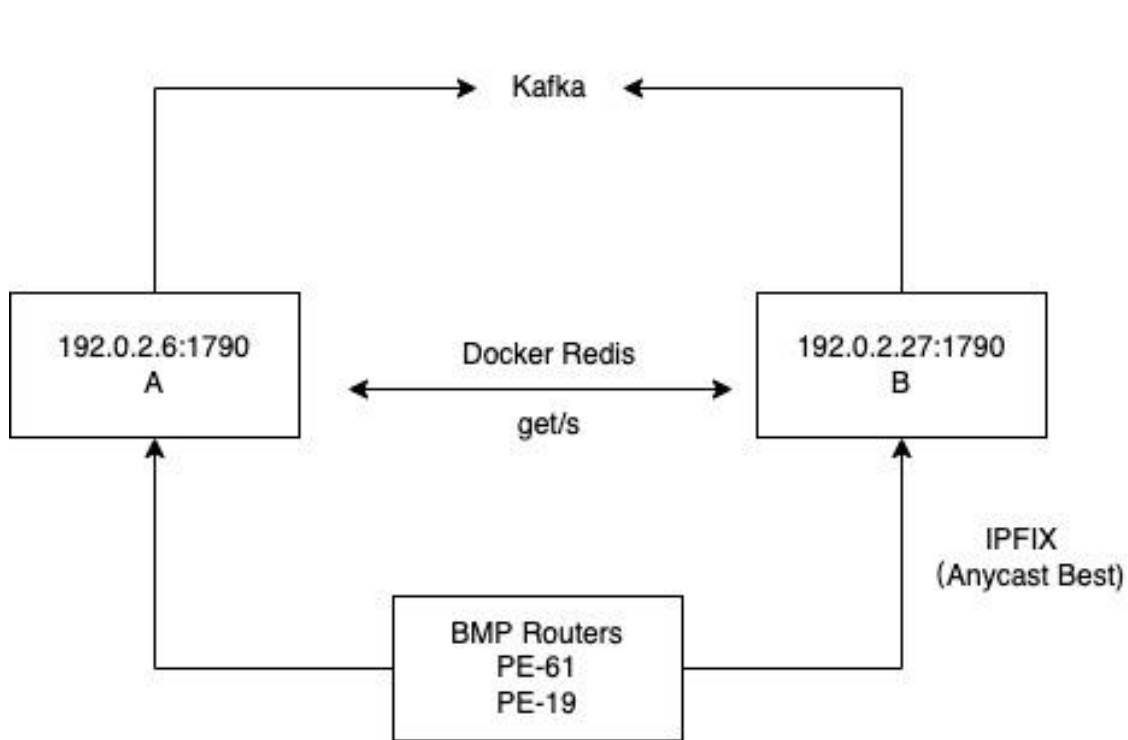 Kafka
192.0.2.6:1790
A
Docker Redis
get/s
192.0.2.27:1790
B
IPFIX
(Anycast Best)
BMP Routers
PE-61
PE-19